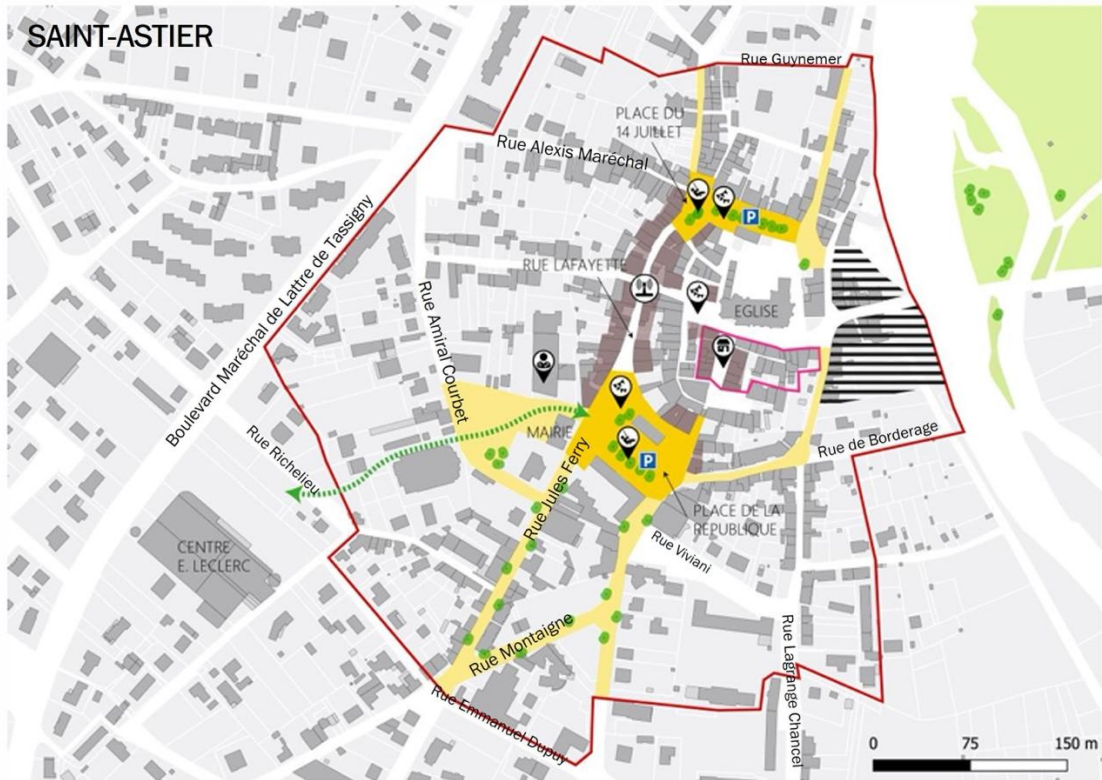 SAINT-ASTIER
Rue Guynemer
PLACE DU
14 JUILLET
Rue Alexis Maréchal
P
RUE LAFAYETTE
EGLISE
Boulevard Maréchal de Lattre de Tassigny
Rue Amiral Courbet
MAIRIE
Rue Richelieu
Rue Jules Ferry
P
Rue de Borderage
PLACE DE LA
REPUBLIQUE
Rue Viviani
CENTRE
E. LECLERC
Rue Montaigne
Rue Lagrange Chancel
Rue Emmanuel Dupuy
0 75 150 m